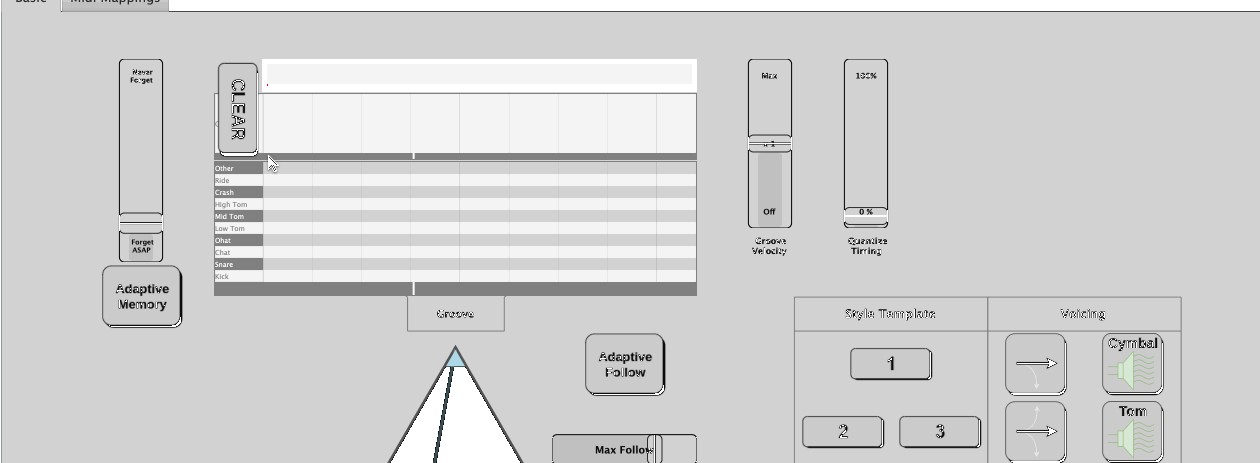 Basic
Midi Mappings
Never
Forget
Forget
ASAP
Adaptive
Memory
CLEAR
Other
Ride
Crash
High Tom
Mid Tom
Low Tom
Ohat
Chat
Snare
Kick
Groove
Adaptive
Follow
Max Follow
Max
Off
Groove
Velocity
100%
0 %
Quantize
Timing
Style Template
Voicing
1
2
3
Cymbal
Tom